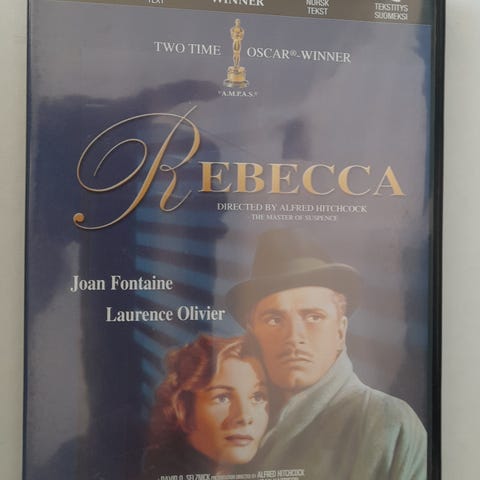 TEXT
WINNER
NORSK
TEKST
TEKSTITYS
SUOMEKSI
TWO TIME OSCAR®-WINNER
"A.M.P.A.S.®
REBECCA
DIRECTED BY ALFRED HITCHCOCK
-THE MASTER OF SUSPENCE
Joan Fontaine
Laurence Olivier
DAVID O. SELZNICK PRESENTATION DIRECTED BY ALFRED HITCHCOCK